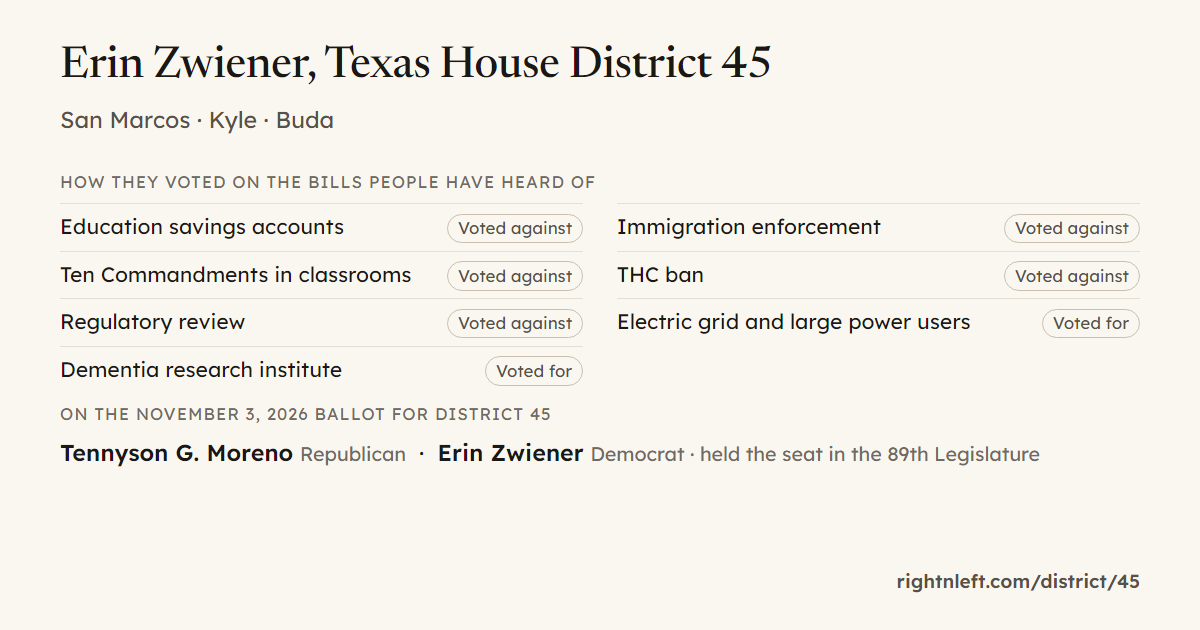 Erin Zwiener, Texas House District 45
San Marcos · Kyle · Buda
HOW THEY VOTED ON THE BILLS PEOPLE HAVE HEARD OF
Education savings accounts Voted against
Immigration enforcement Voted against
Ten Commandments in classrooms Voted against
THC ban Voted against
Regulatory review Voted against
Electric grid and large power users Voted for
Dementia research institute Voted for
ON THE NOVEMBER 3, 2026 BALLOT FOR DISTRICT 45
Tennyson G. Moreno Republican · Erin Zwiener Democrat · held the seat in the 89th Legislature
rightnleft.com/district/45